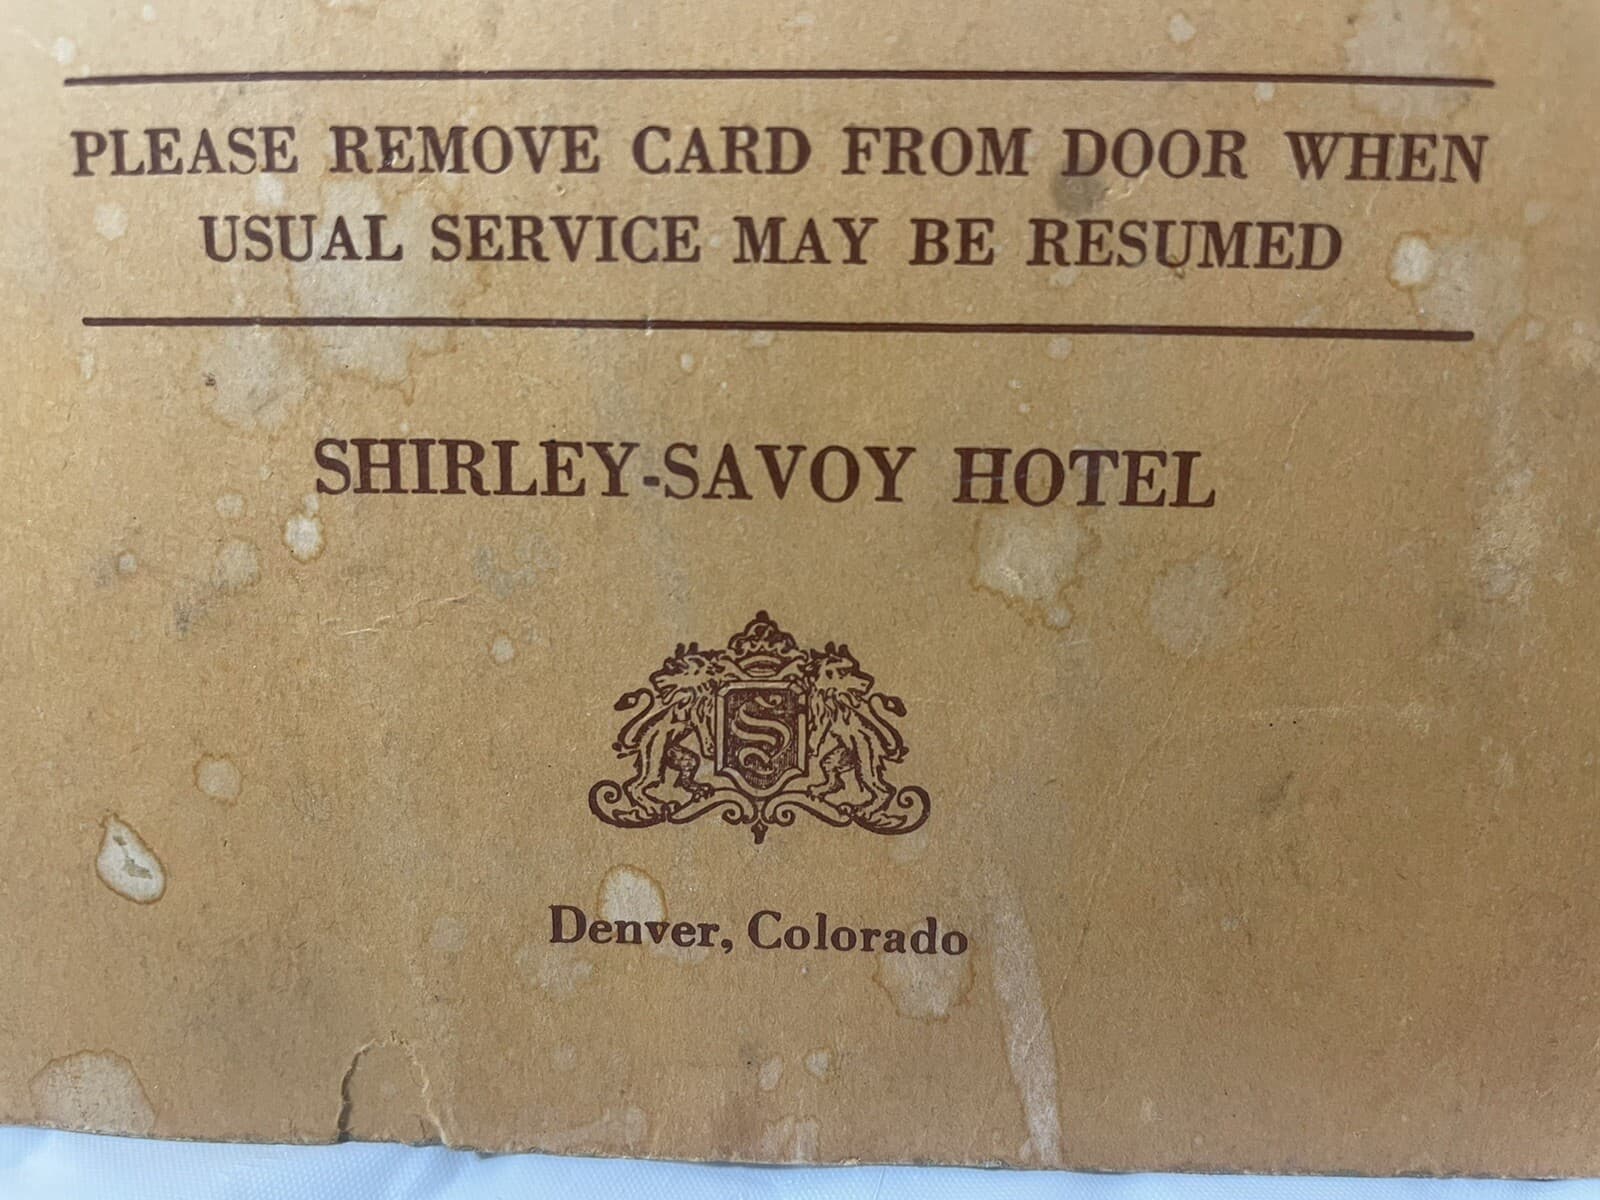 PLEASE REMOVE CARD FROM DOOR WHEN
USUAL SERVICE MAY BE RESUMED
SHIRLEY-SAVOY HOTEL
S
Denver, Colorado